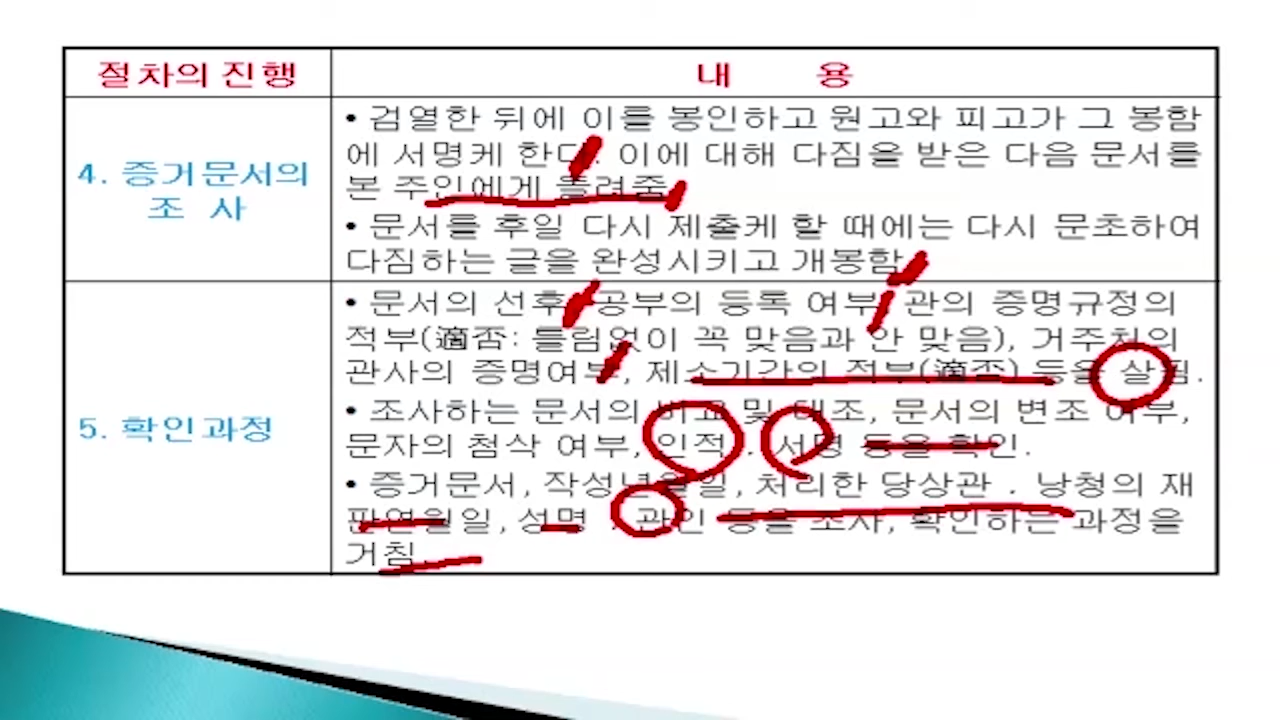 절차의 진행
내 용
4. 증거문서의
조 사
• 검열한 뒤에 이를 봉인하고 원고와 피고가 그 봉함
에 서명케 한다. 이에 대해 다짐을 받은 다음 문서를
본 주인에게 돌려줌.
• 문서를 후일 다시 제출케 할 때에는 다시 문초하여
다짐하는 글을 완성시키고 개봉함.
5. 확인과정
• 문서의 선후, 공부의 등록 여부, 관의 증명규정의
적부(適否: 틀림없이 꼭 맞음과 안 맞음), 거주처의
관사의 증명여부, 제소기간의 적부(適否) 등을 살핌.
• 조사하는 문서의 비교 및 대조, 문서의 변조 여부,
문자의 첨삭 여부, 인적 . 서명 등을 확인.
• 증거문서, 작성년월일, 처리한 당상관 . 낭청의 재
판연월일, 성명 . 관인 등을 조사, 확인하는 과정을
거침.